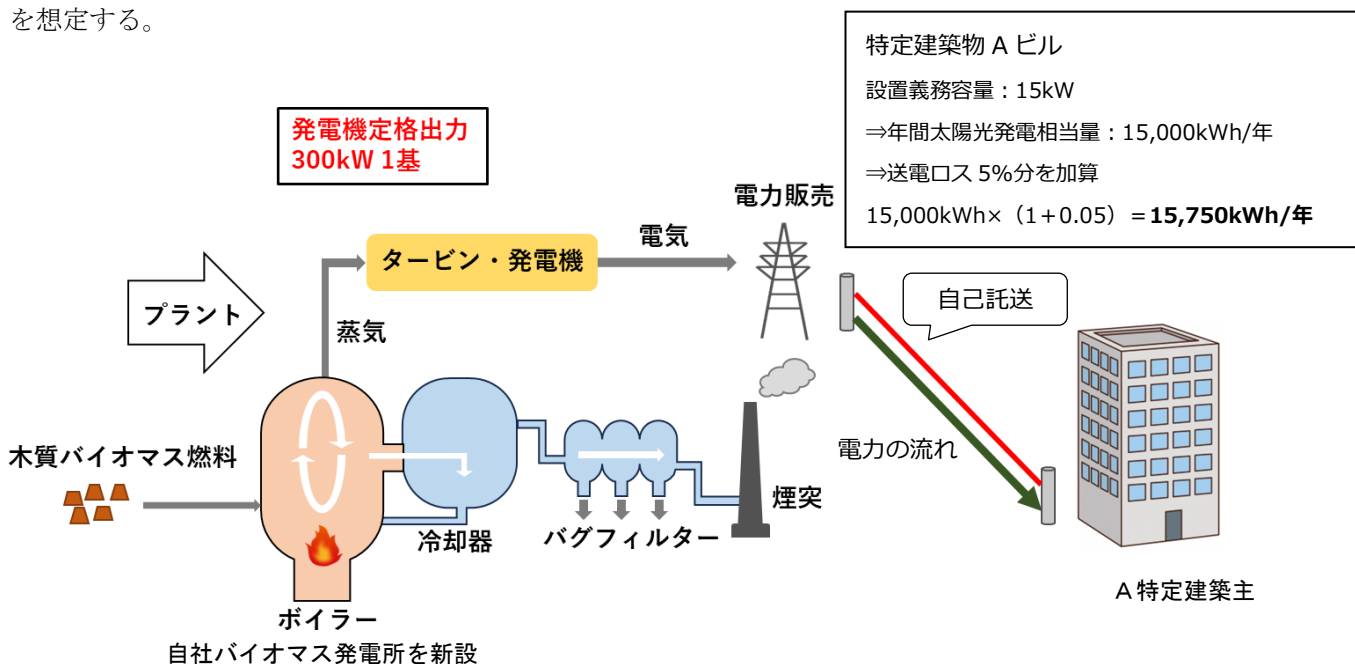 を想定する。
特定建築物 A ビル
設置義務容量：15kW
⇒年間太陽光発電相当量：15,000kWh/年
⇒送電ロス 5%分を加算
15,000kWh×（1＋0.05）＝15,750kWh/年
発電機定格出力
300kW 1基
電力販売
電気
タービン・発電機
自己託送
プラント
蒸気
木質バイオマス燃料
電力の流れ
煙突
冷却器
バグフィルター
A特定建築主
ボイラー
自社バイオマス発電所を新設